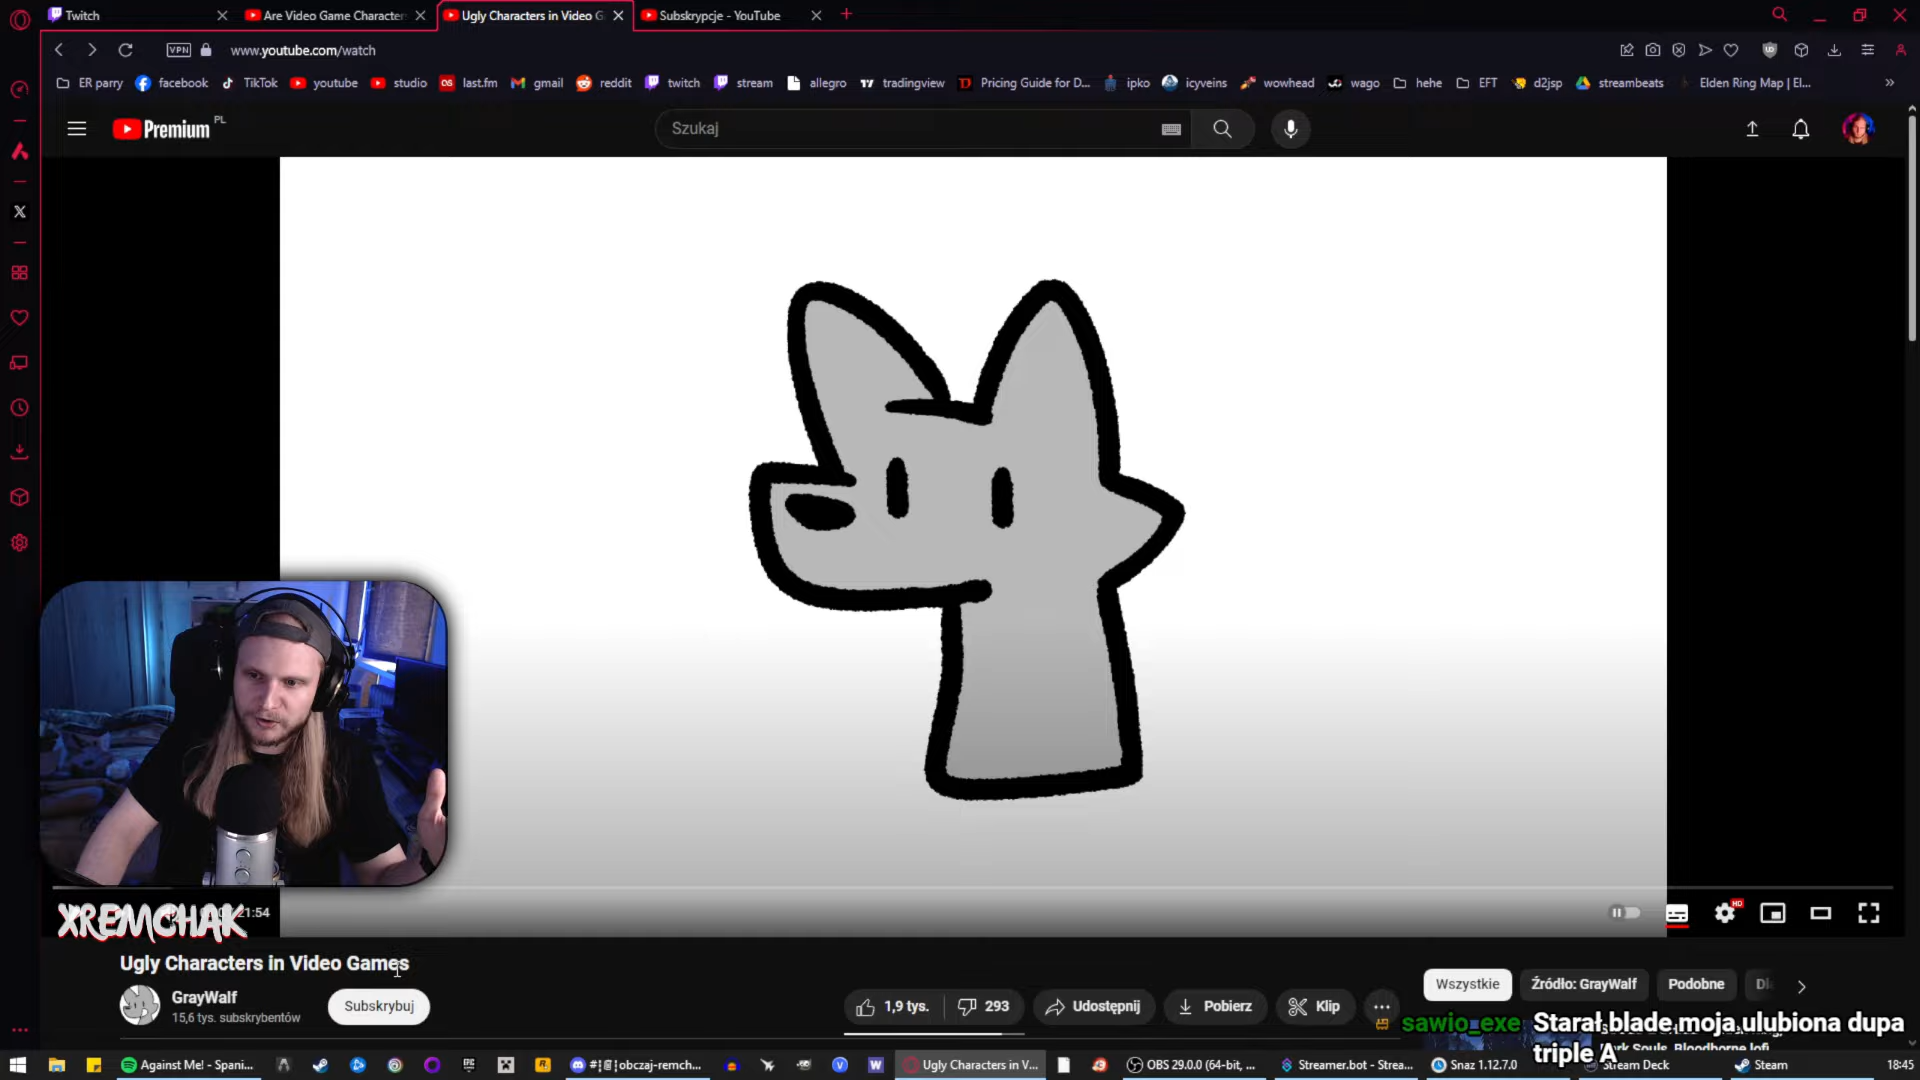 Twitch
Are Video Game Character
Ugly Characters in Video G
Subskrypcje - YouTube
VPN
www.youtube.com/watch
ER parry
facebook
TikTok
youtube
studio
last.fm
gmail
reddit
twitch
stream
allegro
tradingview
Pricing Guide for D...
ipko
icyveins
wowhead
wago
hehe
EFT
d2jsp
streambeats
Elden Ring Map | El...
Premium PL
Szukaj
21:54
HD
XREMCHAK
Ugly Characters in Video Games
GrayWalf
15,6 tys. subskrybentów
Subskrybuj
1,9 tys.
293
Udostępnij
Pobierz
Klip
Wszystkie
Źródło: GrayWalf
Podobne
sawio_exe Starał blade moja ulubiona dupa
triple A
Against Me! - Spani...
#¦@¦obczaj-remch...
Ugly Characters in V...
OBS 29.0.0 (64-bit, ...
Streamer.bot - Strea...
Snaz 1.12.7.0
Stream Deck
Steam
18:45